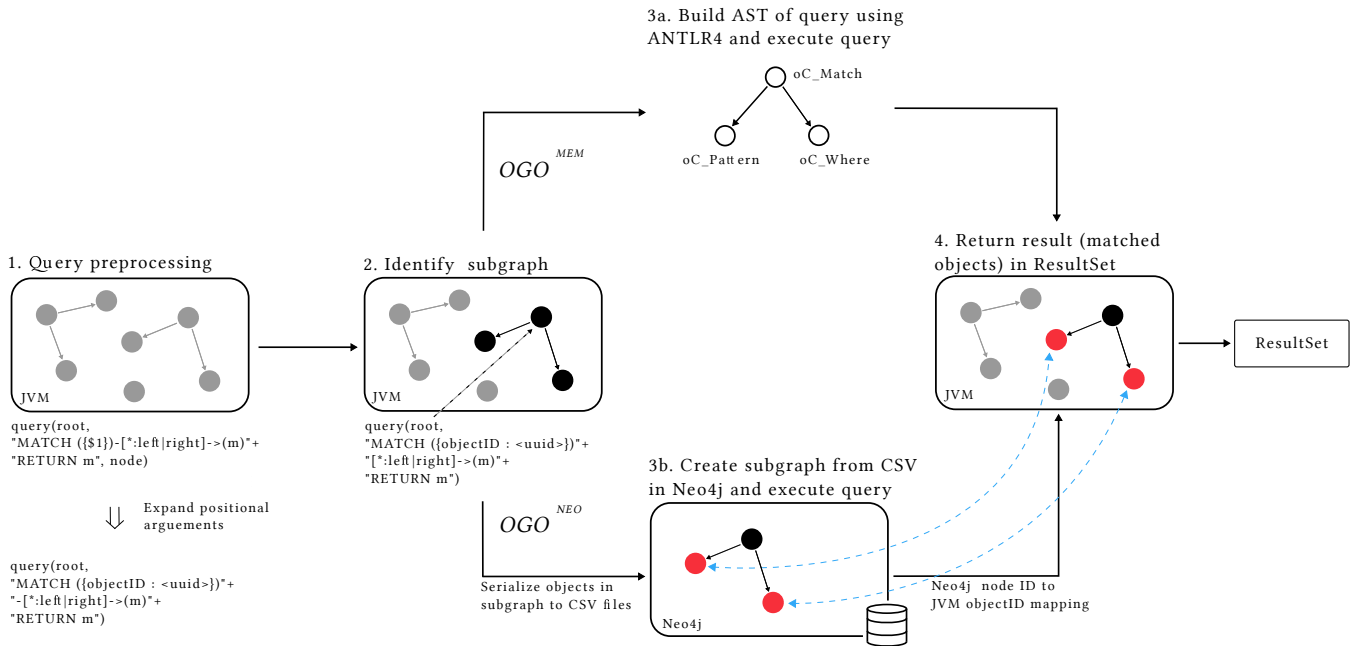 3a. Build AST of query using
ANTLR4 and execute query
oC_Match
oC_Pattern
oC_Where
OGO MEM
1. Query preprocessing
JVM
query(root,
"MATCH ({$1})-[*:left|right]->(m)"+
"RETURN m", node)
Expand positional
arguements
query(root,
"MATCH ({objectID : <uuid>})"+
"-[*:left|right]->(m)"+
"RETURN m")
2. Identify subgraph
JVM
query(root,
"MATCH ({objectID : <uuid>})"+
"[*:left|right]->(m)"+
"RETURN m")
OGO NEO
Serialize objects in
subgraph to CSV files
3b. Create subgraph from CSV
in Neo4j and execute query
Neo4j
Neo4j node ID to
JVM objectID mapping
4. Return result (matched
objects) in ResultSet
JVM
ResultSet